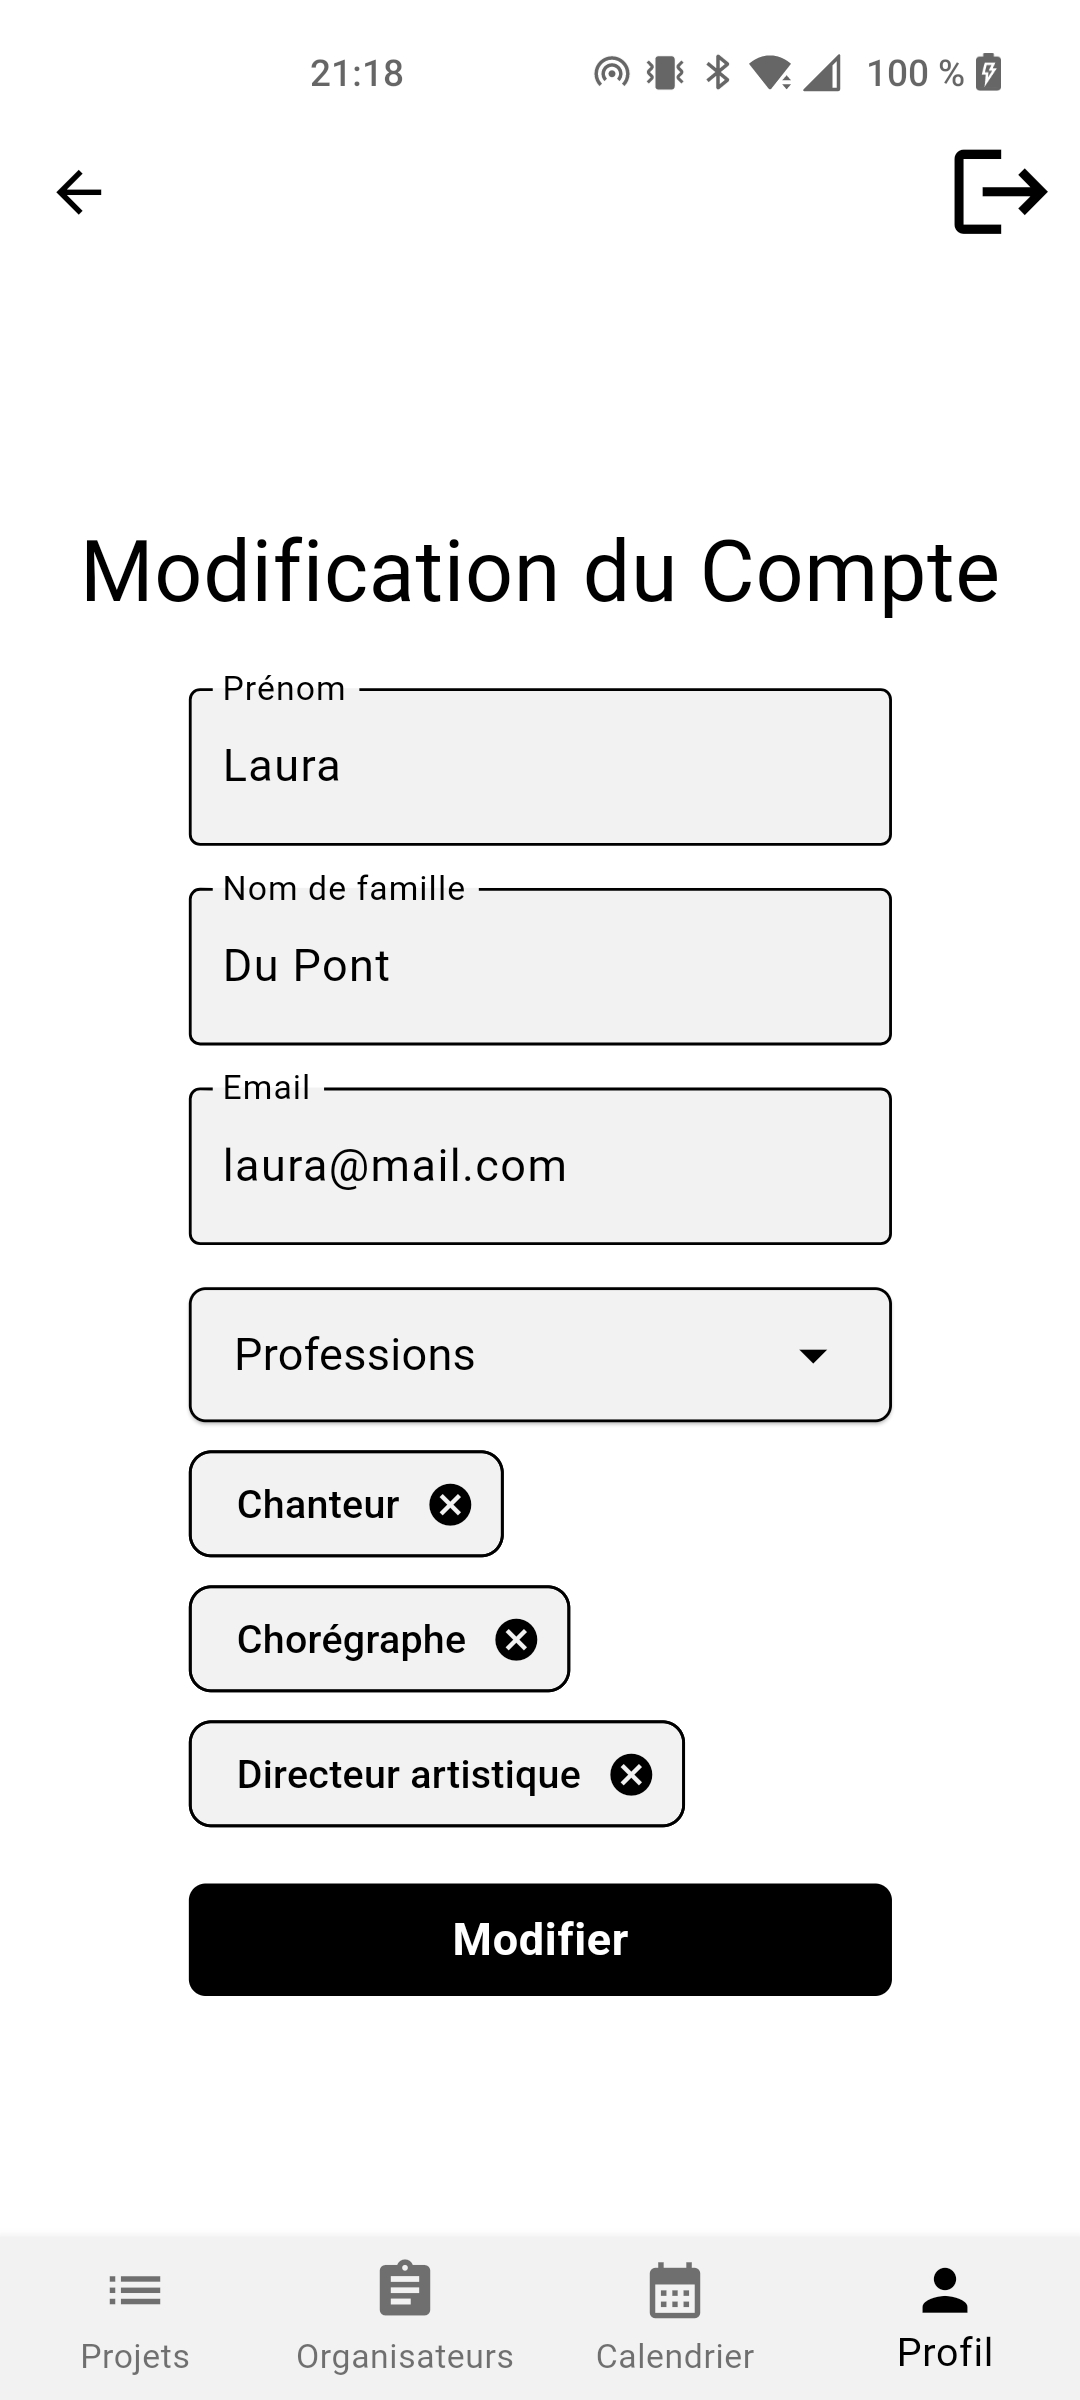 21:18
100 %
Modification du Compte
Prénom
Laura
Nom de famille
Du Pont
Email
laura@mail.com
Professions
Chanteur
Chorégraphe
Directeur artistique
Modifier
Projets
Organisateurs
Calendrier
Profil